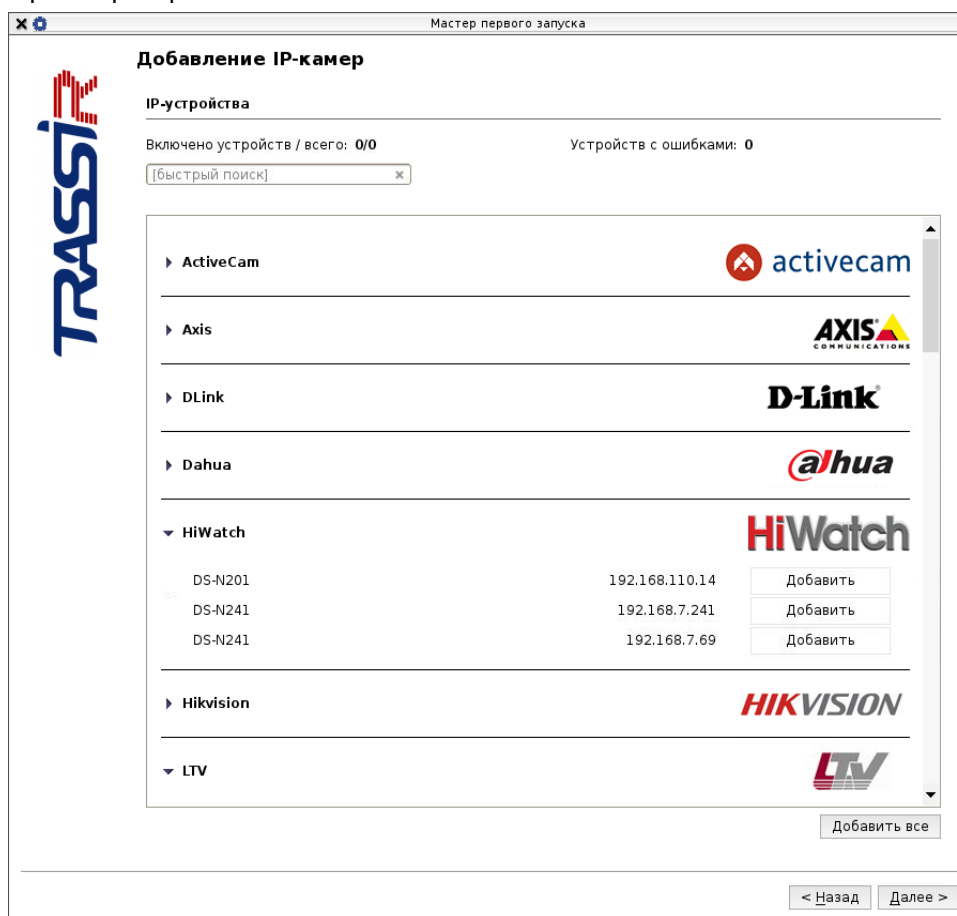 Мастер первого запуска
TRASSIR
Добавление IP-камер
IP-устройства
Включено устройств / всего: 0/0 Устройств с ошибками: 0
[быстрый поиск]
ActiveCam activecam
Axis AXIS COMMUNICATIONS
DLink D-Link
Dahua alhua
HiWatch HiWatch
DS-N201 192.168.110.14 Добавить
DS-N241 192.168.7.241 Добавить
DS-N241 192.168.7.69 Добавить
Hikvision HIKVISION
LTV LTV
Добавить все
< Назад Далее >